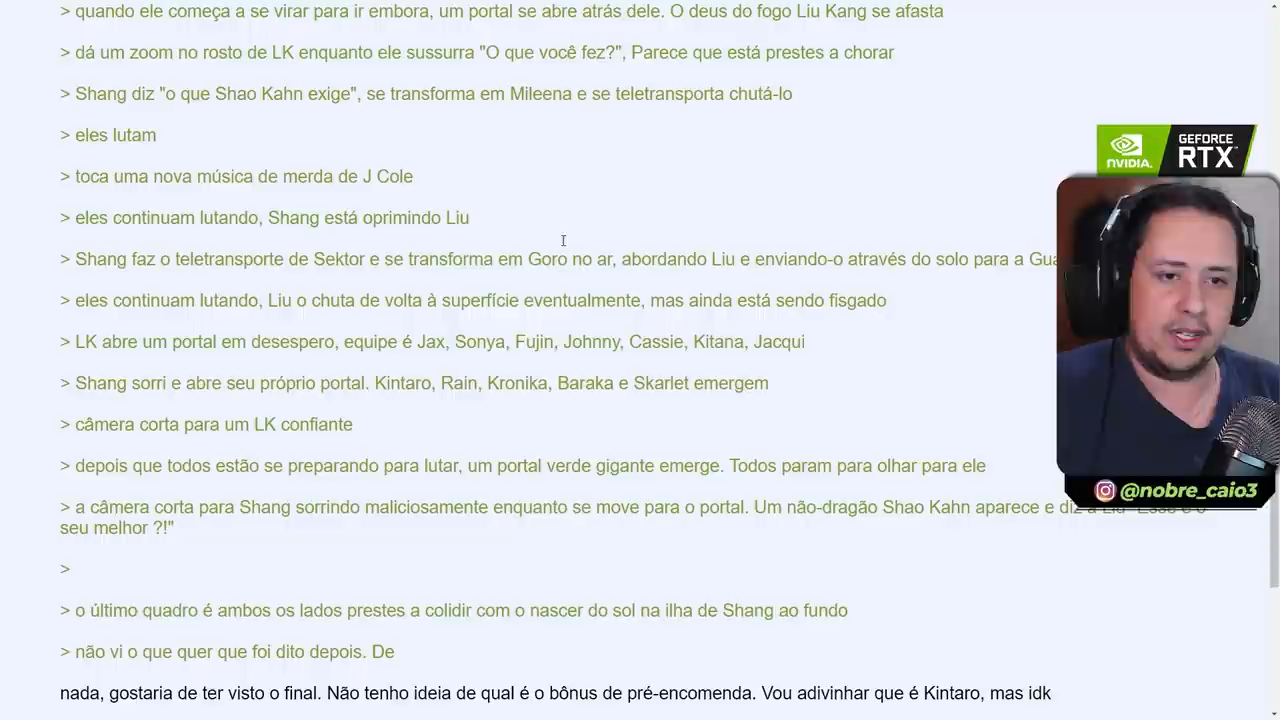 > quando ele começa a se virar para ir embora, um portal se abre atrás dele. O deus do fogo Liu Kang se afasta
> dá um zoom no rosto de LK enquanto ele sussurra "O que você fez?", Parece que está prestes a chorar
> Shang diz "o que Shao Kahn exige", se transforma em Mileena e se teletransporta chutá-lo
> eles lutam
> toca uma nova música de merda de J Cole
> eles continuam lutando, Shang está oprimindo Liu
> Shang faz o teletransporte de Sektor e se transforma em Goro no ar, abordando Liu e enviando-o através do solo para a
> eles continuam lutando, Liu o chuta de volta à superfície eventualmente, mas ainda está sendo fisgado
> LK abre um portal em desespero, equipe é Jax, Sonya, Fujin, Johnny, Cassie, Kitana, Jacqui
> Shang sorri e abre seu próprio portal. Kintaro, Rain, Kronika, Baraka e Skarlet emergem
> câmera corta para um LK confiante
> depois que todos estão se preparando para lutar, um portal verde gigante emerge. Todos param para olhar para ele
> a câmera corta para Shang sorrindo maliciosamente enquanto se move para o portal. Um não-dragão Shao Kahn aparece e diz a Liu "Esse é o
seu melhor ?!"
>
> o último quadro é ambos os lados prestes a colidir com o nascer do sol na ilha de Shang ao fundo
> não vi o que quer que foi dito depois. De
nada, gostaria de ter visto o final. Não tenho ideia de qual é o bônus de pré-encomenda. Vou adivinhar que é Kintaro, mas idk
NVIDIA.
GEFORCE
RTX™
@nobre_caio3